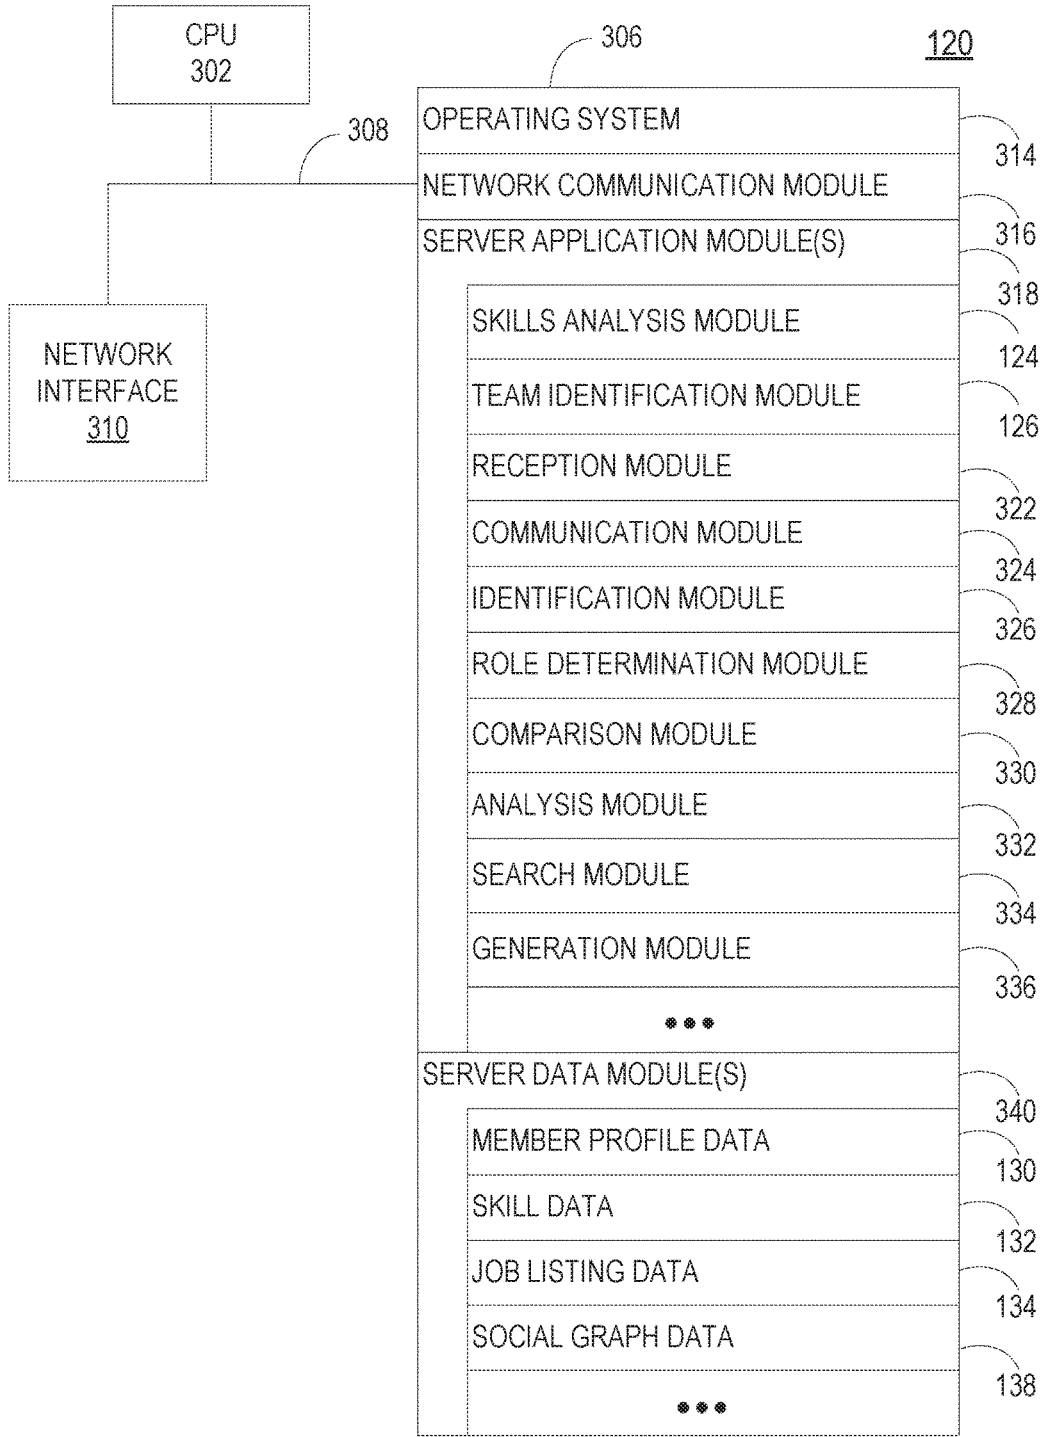 CPU
302
306
120
308
OPERATING SYSTEM
314
NETWORK COMMUNICATION MODULE
316
SERVER APPLICATION MODULE(S)
318
SKILLS ANALYSIS MODULE
124
NETWORK
INTERFACE
310
TEAM IDENTIFICATION MODULE
126
RECEPTION MODULE
322
COMMUNICATION MODULE
324
IDENTIFICATION MODULE
326
ROLE DETERMINATION MODULE
328
COMPARISON MODULE
330
ANALYSIS MODULE
332
SEARCH MODULE
334
GENERATION MODULE
336
•••
SERVER DATA MODULE(S)
340
MEMBER PROFILE DATA
130
SKILL DATA
132
JOB LISTING DATA
134
SOCIAL GRAPH DATA
138
•••